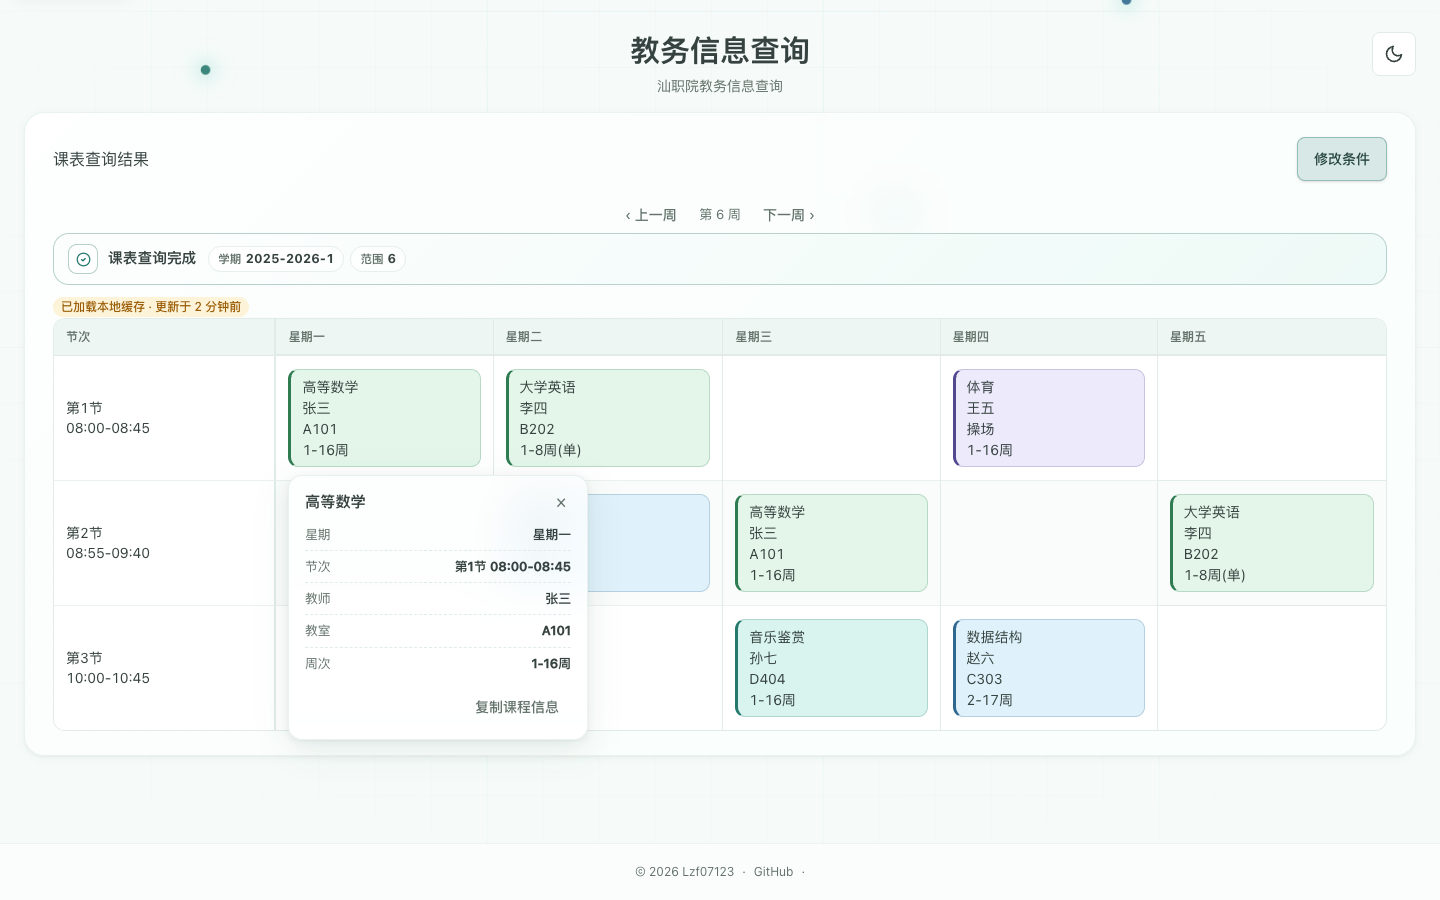 教务信息查询
汕职院教务信息查询
课表查询结果
修改条件
‹ 上一周 第 6 周 下一周 ›
课表查询完成 学期 2025-2026-1 范围 6
已加载本地缓存 · 更新于 2 分钟前
节次 星期一 星期二 星期三 星期四 星期五
第1节
08:00-08:45
高等数学
张三
A101
1-16周
大学英语
李四
B202
1-8周(单)
体育
王五
操场
1-16周
第2节
08:55-09:40
高等数学
张三
A101
1-16周
大学英语
李四
B202
1-8周(单)
第3节
10:00-10:45
音乐鉴赏
孙七
D404
1-16周
数据结构
赵六
C303
2-17周
高等数学 ×
星期 星期一
节次 第1节 08:00-08:45
教师 张三
教室 A101
周次 1-16周
复制课程信息
© 2026 Lzf07123 · GitHub ·